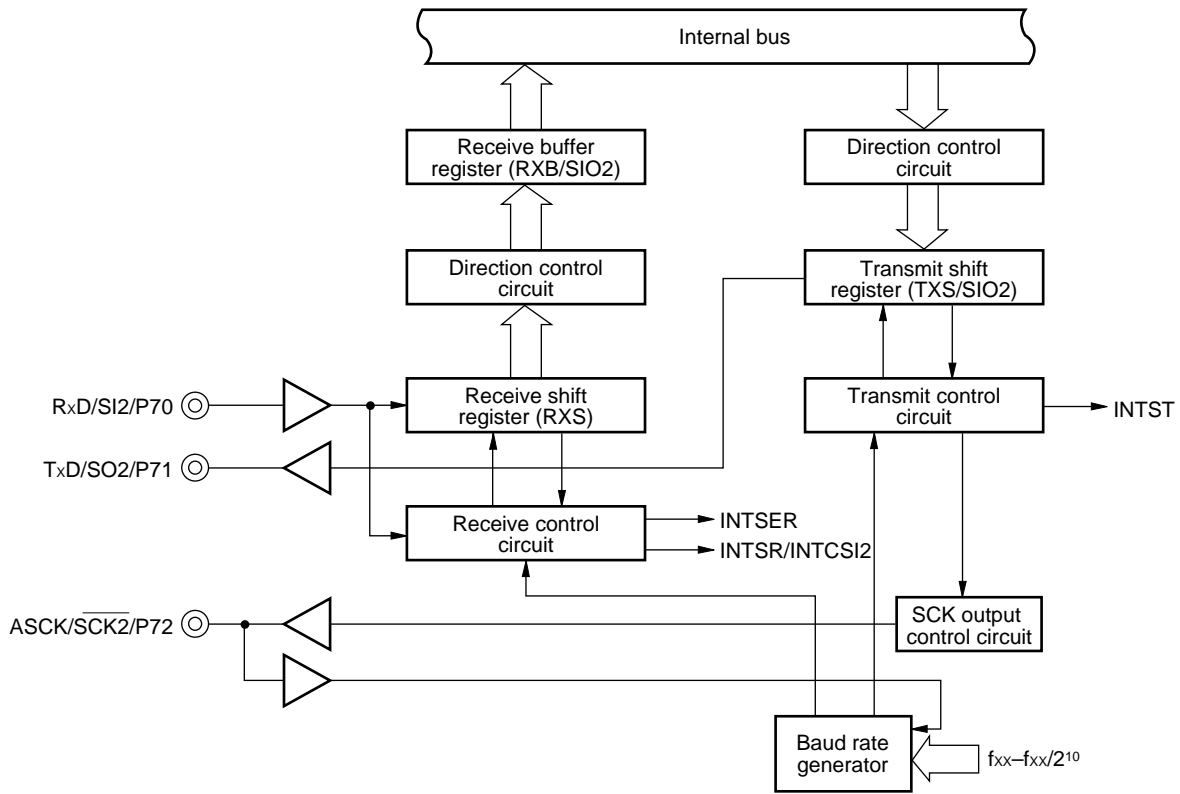 Internal bus
Receive buffer
register (RXB/SIO2)
Direction control
circuit
Direction control
circuit
Transmit shift
register (TXS/SIO2)
RxD/SI2/P70
Receive shift
register (RXS)
Transmit control
circuit
INTST
TxD/SO2/P71
Receive control
circuit
INTSER
INTSR/INTCSI2
ASCK/S̅C̅K̅2̅/P72
SCK output
control circuit
Baud rate
generator
fxx–fxx/2¹⁰